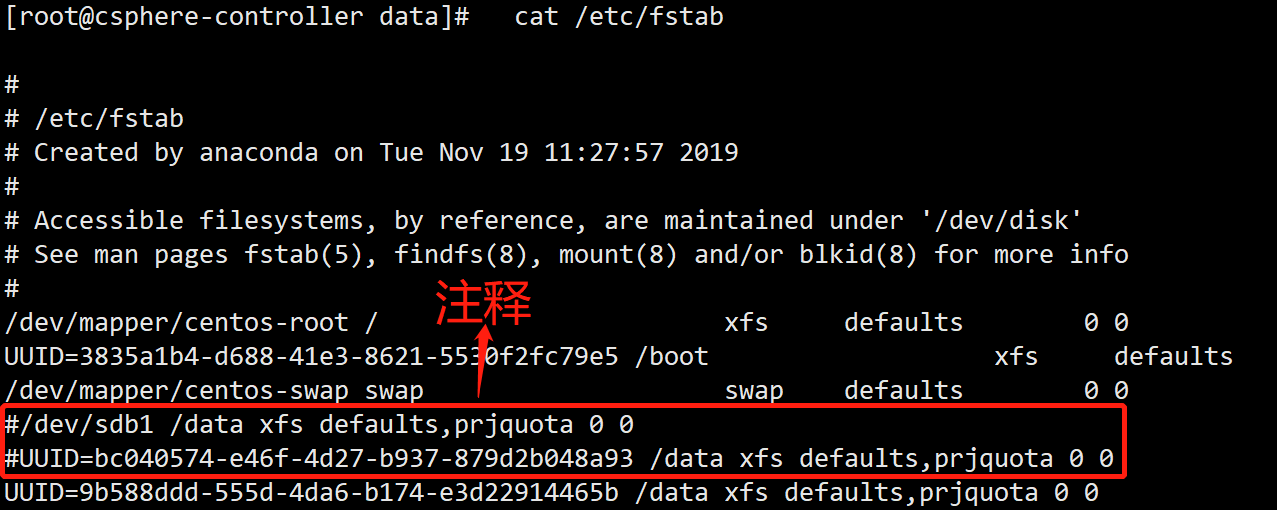 [root@csphere-controller data]#   cat /etc/fstab
#
# /etc/fstab
# Created by anaconda on Tue Nov 19 11:27:57 2019
#
# Accessible filesystems, by reference, are maintained under '/dev/disk'
# See man pages fstab(5), findfs(8), mount(8) and/or blkid(8) for more info
#
注释
/dev/mapper/centos-root /                       xfs     defaults        0 0
UUID=3835a1b4-d688-41e3-8621-5530f2fc79e5 /boot                   xfs     defaults
/dev/mapper/centos-swap swap                    swap    defaults        0 0
#/dev/sdb1 /data xfs defaults,prjquota 0 0
#UUID=bc040574-e46f-4d27-b937-879d2b048a93 /data xfs defaults,prjquota 0 0
UUID=9b588ddd-555d-4da6-b174-e3d22914465b /data xfs defaults,prjquota 0 0